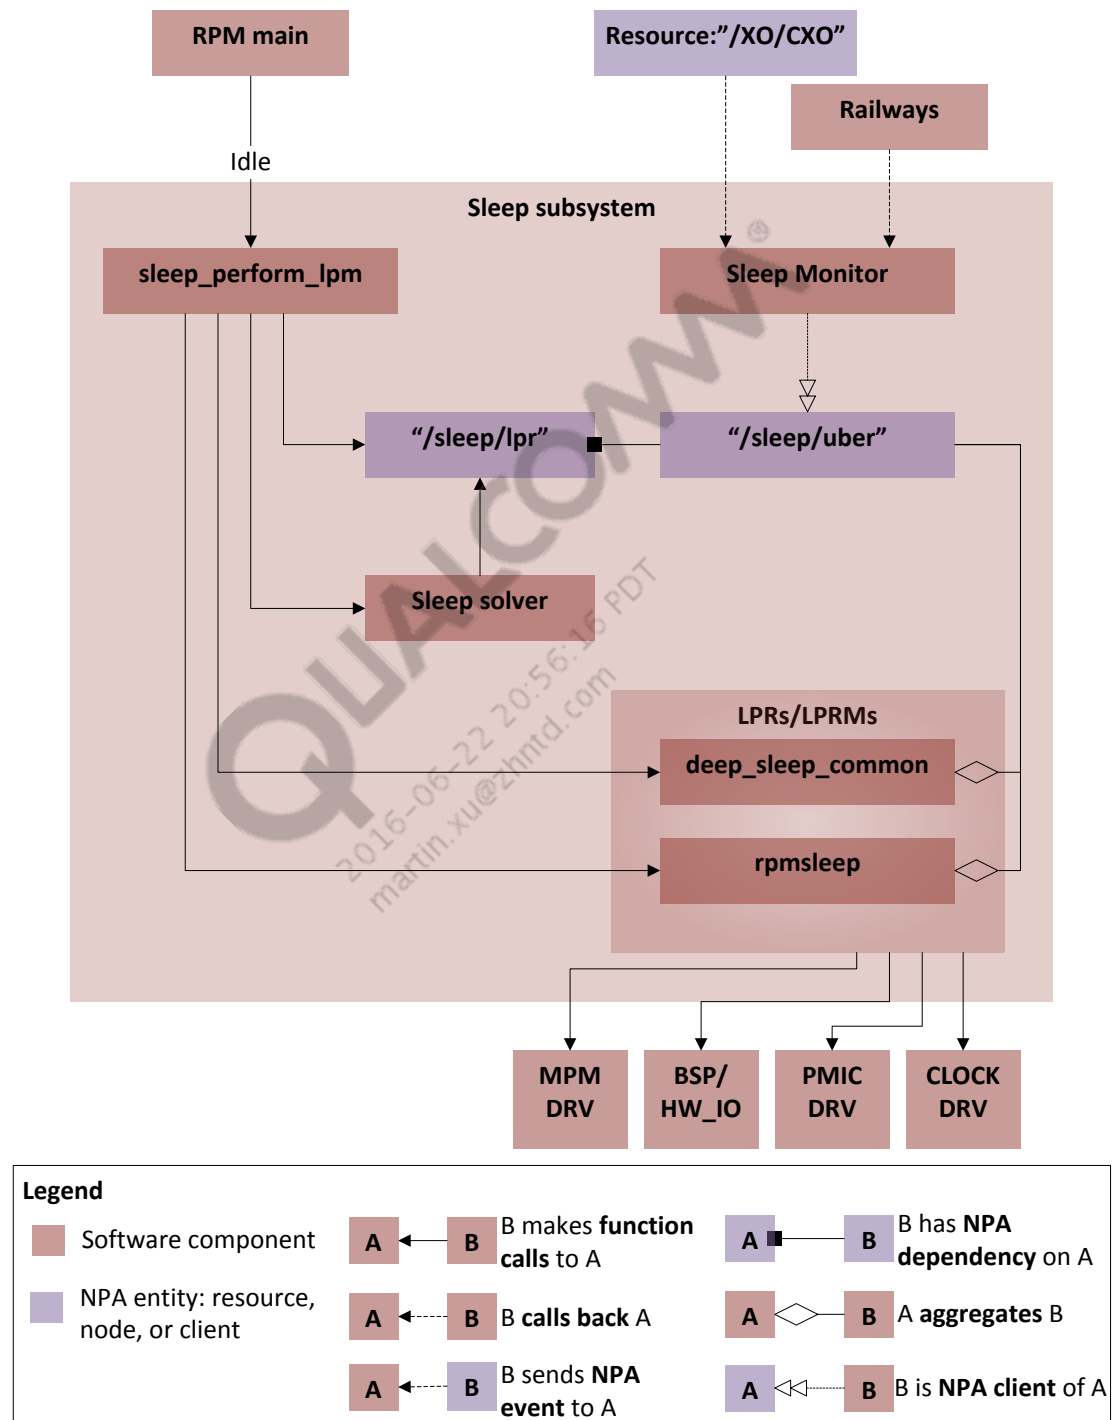 RPM main
Resource:”/XO/CXO”
Railways
Idle
Sleep subsystem
sleep_perform_lpm
Sleep Monitor
“/sleep/lpr”
“/sleep/uber”
Sleep solver
LPRs/LPRMs
deep_sleep_common
rpmsleep
QUALCOMM®
2016-06-22 20:56:16 PDT
martin.xu@zhntd.com
MPM
DRV
BSP/
HW_IO
PMIC
DRV
CLOCK
DRV
Legend
Software component
NPA entity: resource,
node, or client
A
B
B makes function
calls to A
A
B
B calls back A
A
B
B sends NPA
event to A
A
B
B has NPA
dependency on A
A
B
A aggregates B
A
B
B is NPA client of A